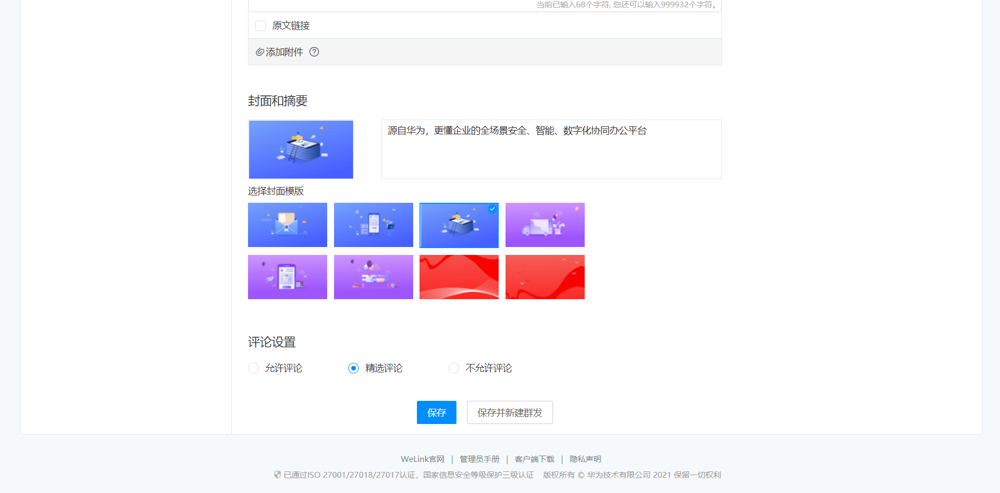 当前已输入68个字符, 您还可以输入999932个字符。
原文链接
添加附件
封面和摘要
源自华为，更懂企业的全场景安全、智能、数字化协同办公平台
选择封面模版
评论设置
允许评论 精选评论 不允许评论
保存 保存并新建群发
WeLink官网 | 管理员手册 | 客户端下载 | 隐私声明
已通过ISO 27001/27018/27017认证，国家信息安全等级保护三级认证 版权所有 © 华为技术有限公司 2021 保留一切权利